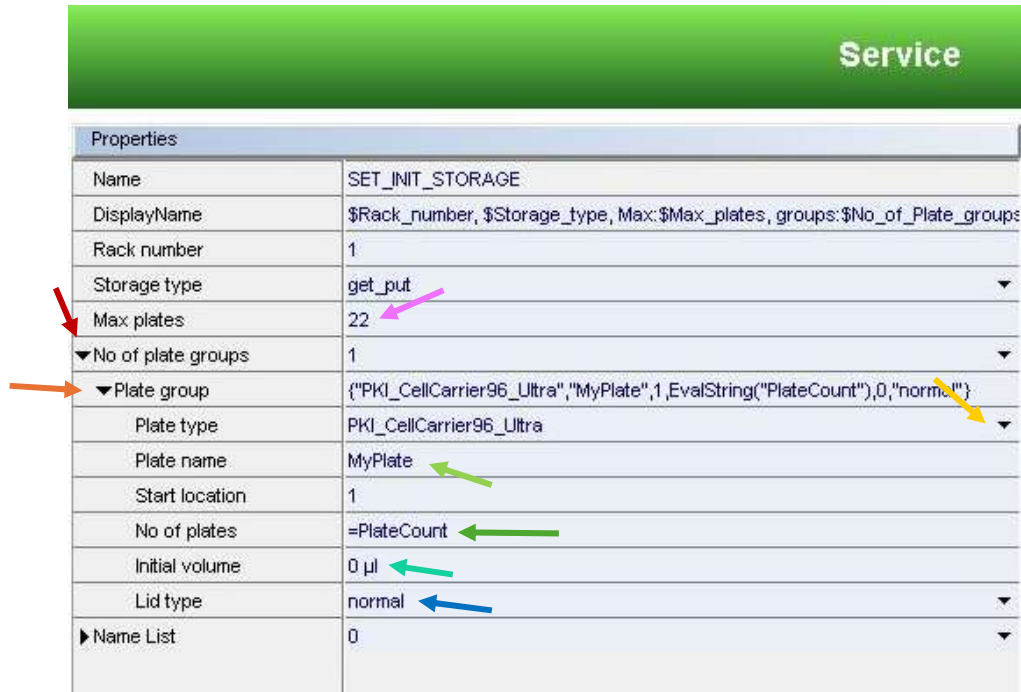 Service
Properties
Name SET_INIT_STORAGE
DisplayName $Rack_number, $Storage_type, Max:$Max_plates, groups:$No_of_Plate_groups
Rack number 1
Storage type get_put
Max plates 22
No of plate groups 1
Plate group {"PKI_CellCarrier96_Ultra","MyPlate",1,EvalString("PlateCount"),0,"normal"}
Plate type PKI_CellCarrier96_Ultra
Plate name MyPlate
Start location 1
No of plates =PlateCount
Initial volume 0 µl
Lid type normal
Name List 0